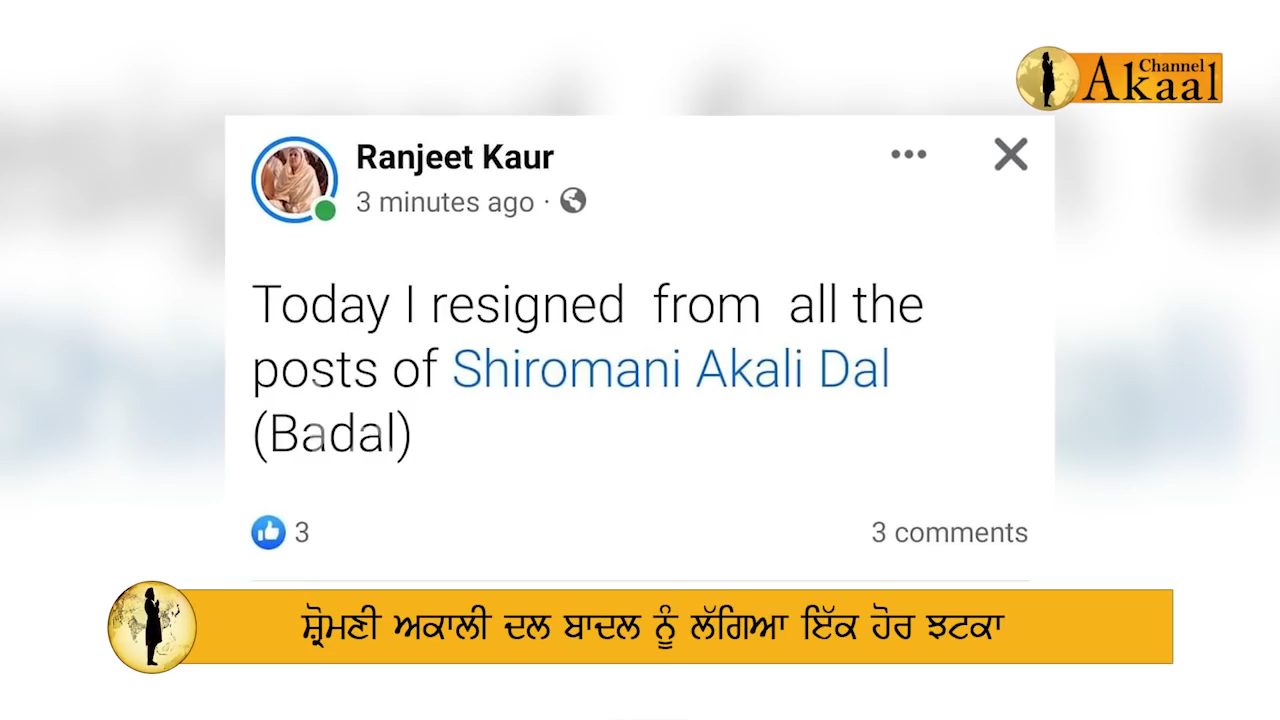 Channel
Akaal
Ranjeet Kaur
3 minutes ago ·
Today I resigned from all the
posts of Shiromani Akali Dal
(Badal)
3
3 comments
ਸ਼੍ਰੋਮਣੀ ਅਕਾਲੀ ਦਲ ਬਾਦਲ ਨੂੰ ਲੱਗਿਆ ਇੱਕ ਹੋਰ ਝਟਕਾ